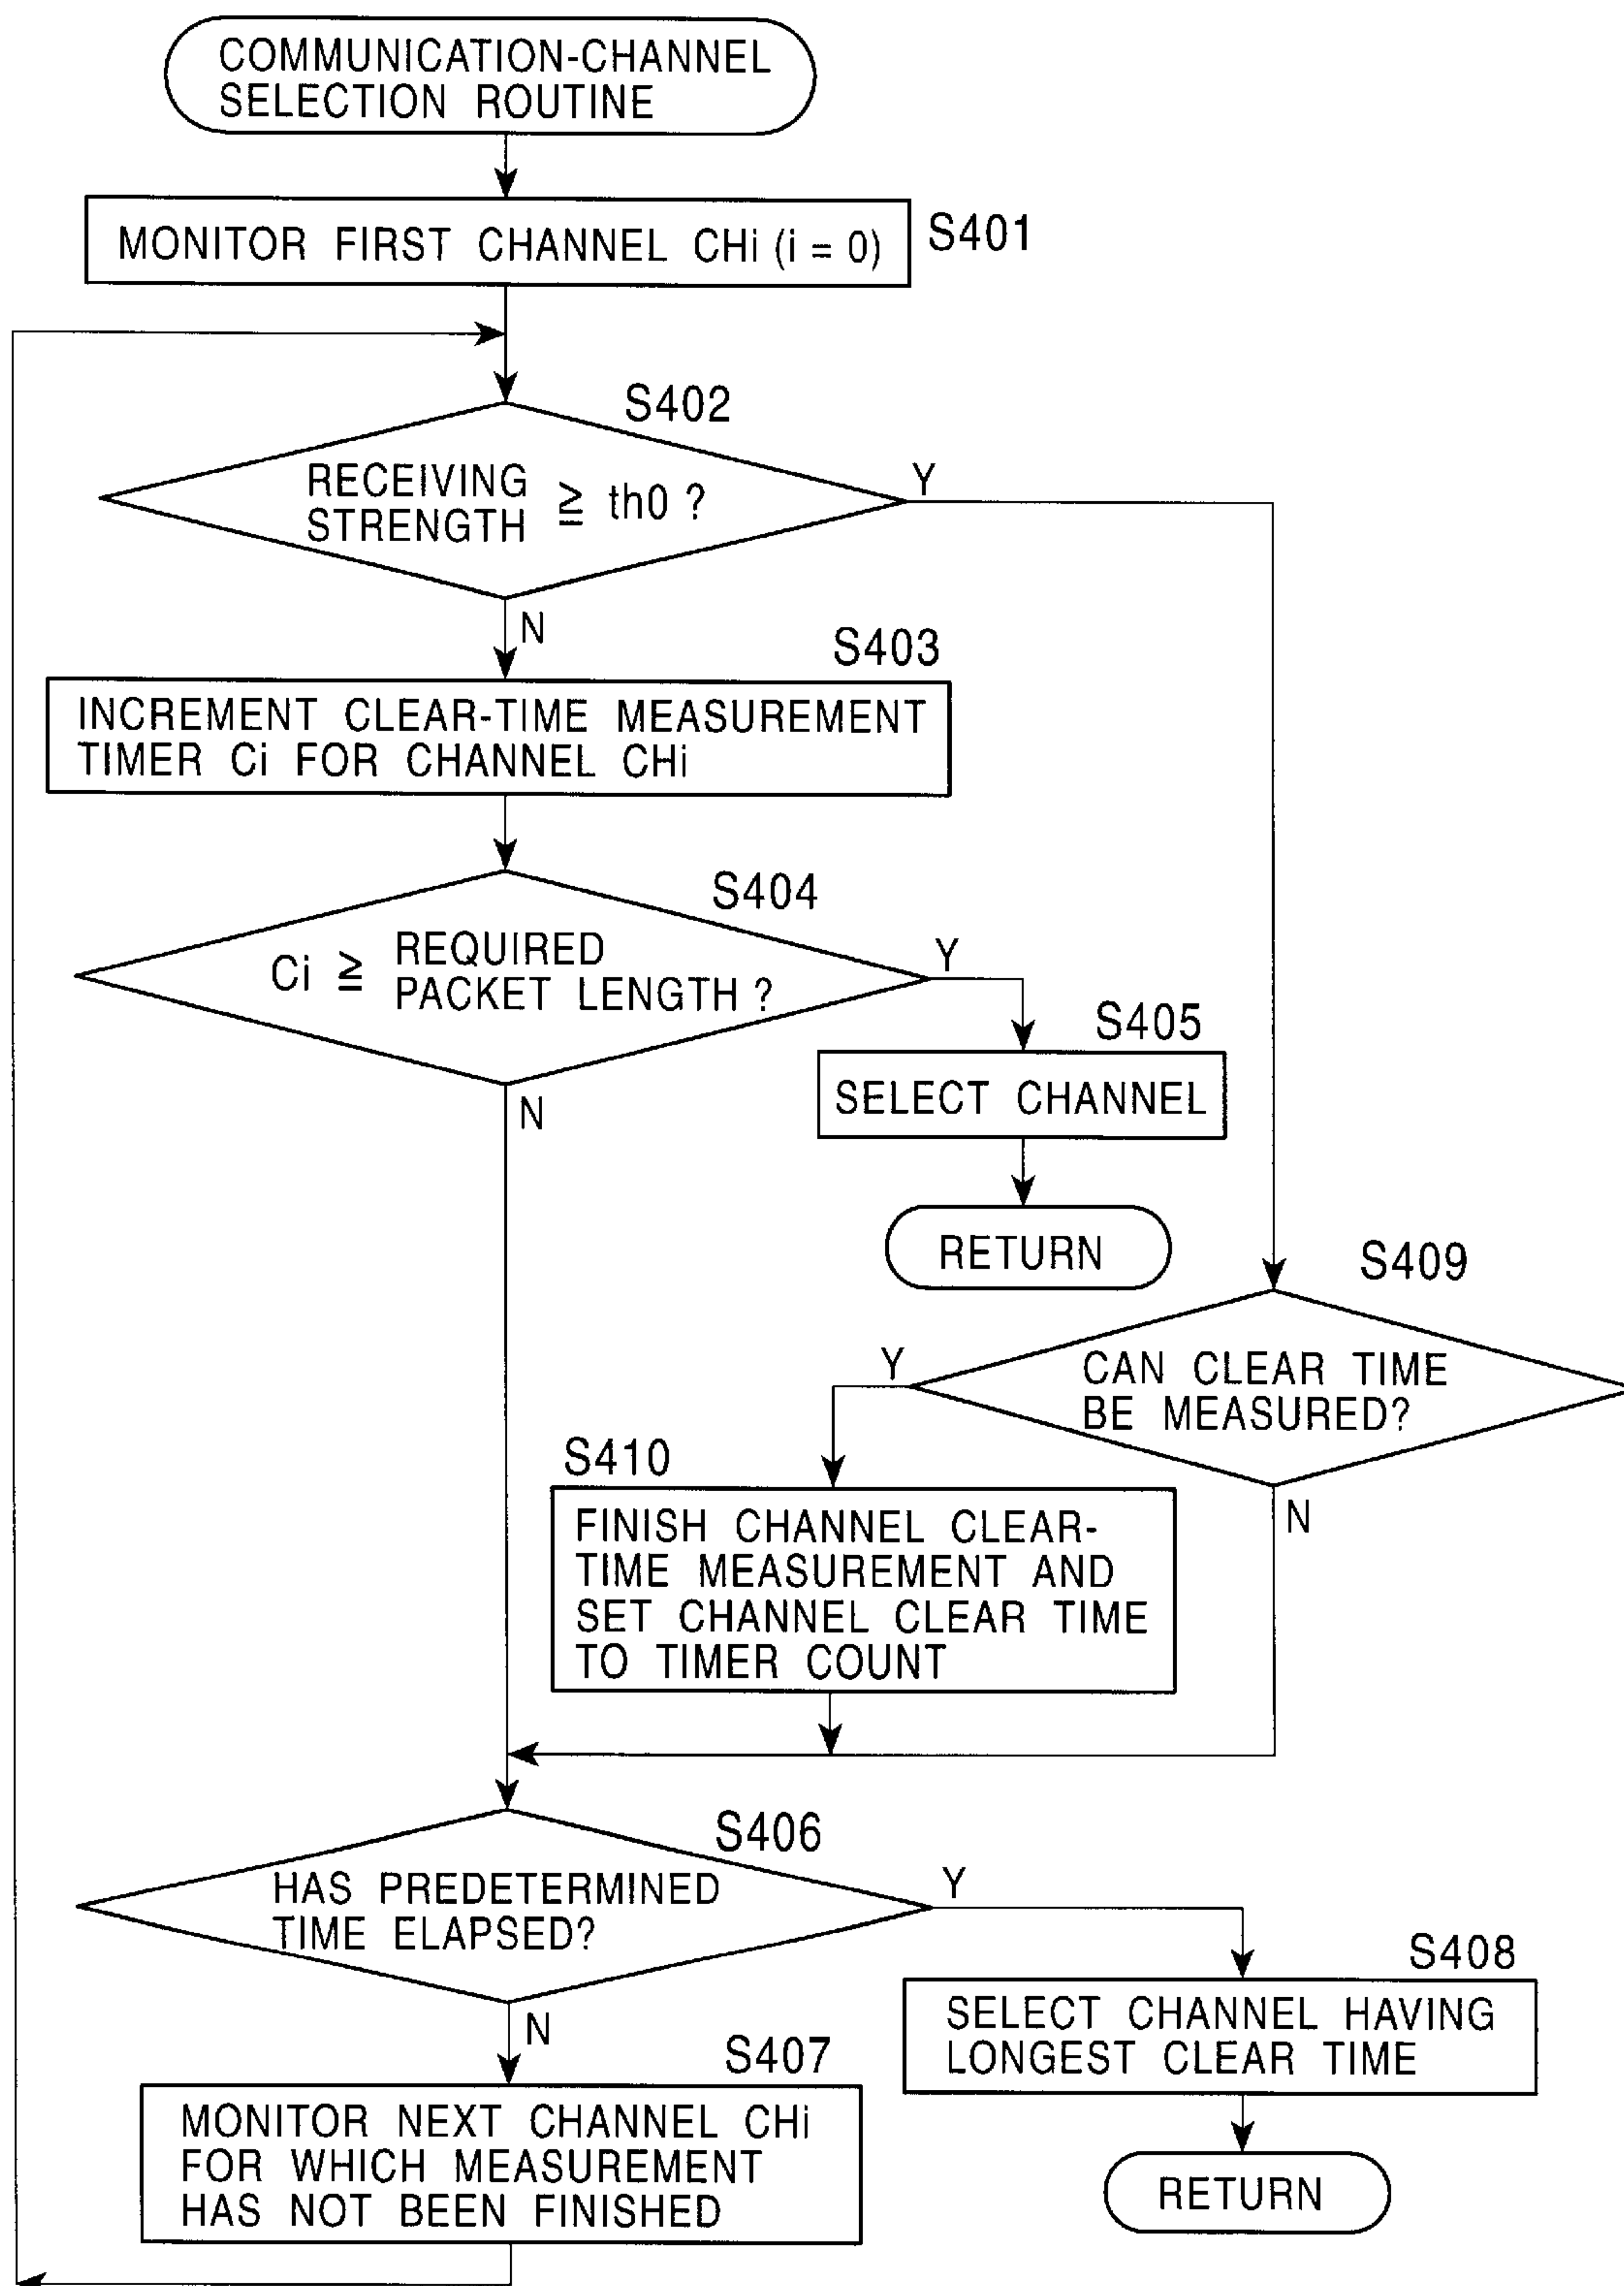 COMMUNICATION-CHANNEL
SELECTION ROUTINE
MONITOR FIRST CHANNEL CHi (i = 0)
S401
S402
RECEIVING
STRENGTH ≧ th0 ?
Y
N
S403
INCREMENT CLEAR-TIME MEASUREMENT
TIMER Ci FOR CHANNEL CHi
S404
Ci ≧ REQUIRED
PACKET LENGTH ?
Y
N
S405
SELECT CHANNEL
RETURN
S409
CAN CLEAR TIME
BE MEASURED?
Y
N
S410
FINISH CHANNEL CLEAR-
TIME MEASUREMENT AND
SET CHANNEL CLEAR TIME
TO TIMER COUNT
S406
HAS PREDETERMINED
TIME ELAPSED?
Y
N
S408
SELECT CHANNEL HAVING
LONGEST CLEAR TIME
RETURN
S407
MONITOR NEXT CHANNEL CHi
FOR WHICH MEASUREMENT
HAS NOT BEEN FINISHED